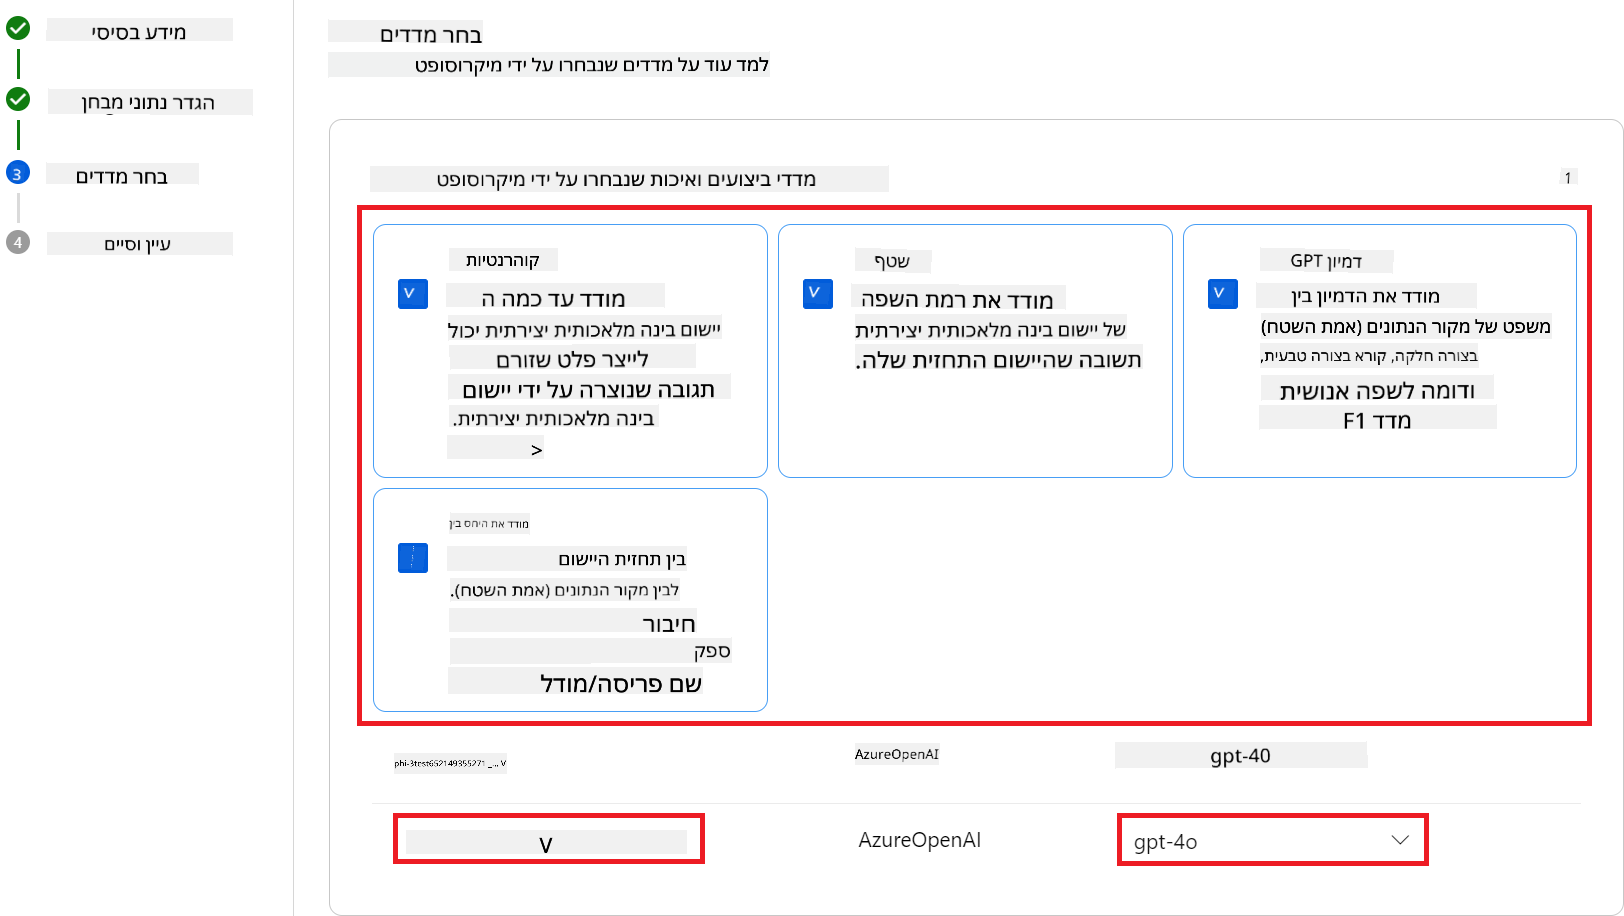 מידע בסיסי
הגדר נתוני מבחן
3
בחר מדדים
4
עיין וסיים
בחר מדדים
למד עוד על מדדים שנבחרו על ידי מיקרוסופט
מדדי ביצועים ואיכות שנבחרו על ידי מיקרוסופט
1
קוהרנטיות
מודד עד כמה ה
יישום בינה מלאכותית יצירתית יכול
לייצר פלט שזורם
תגובה שנוצרה על ידי יישום
בינה מלאכותית יצירתית.
>
שטף
מודד את רמת השפה
של יישום בינה מלאכותית יצירתית
תשובה שהיישום התחזית שלה.
דמיון GPT
מודד את הדמיון בין
משפט של מקור הנתונים (אמת השטח)
בצורה חלקה, קורא בצורה טבעית,
ודומה לשפה אנושית
מדד F1
מודד את היחס בין
בין תחזית היישום
לבין מקור הנתונים (אמת השטח).
חיבור
ספק
שם פריסה/מודל
phi-3test652149355271_... V
AzureOpenAI
gpt-40
V
AzureOpenAI
gpt-4o